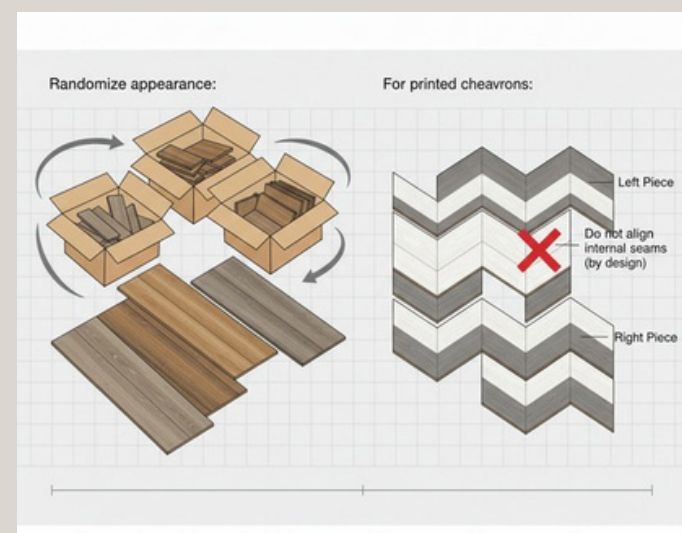 Randomize appearance:
For printed cheavrons:
Left Piece
Do not align
internal seams
(by design)
Right Piece